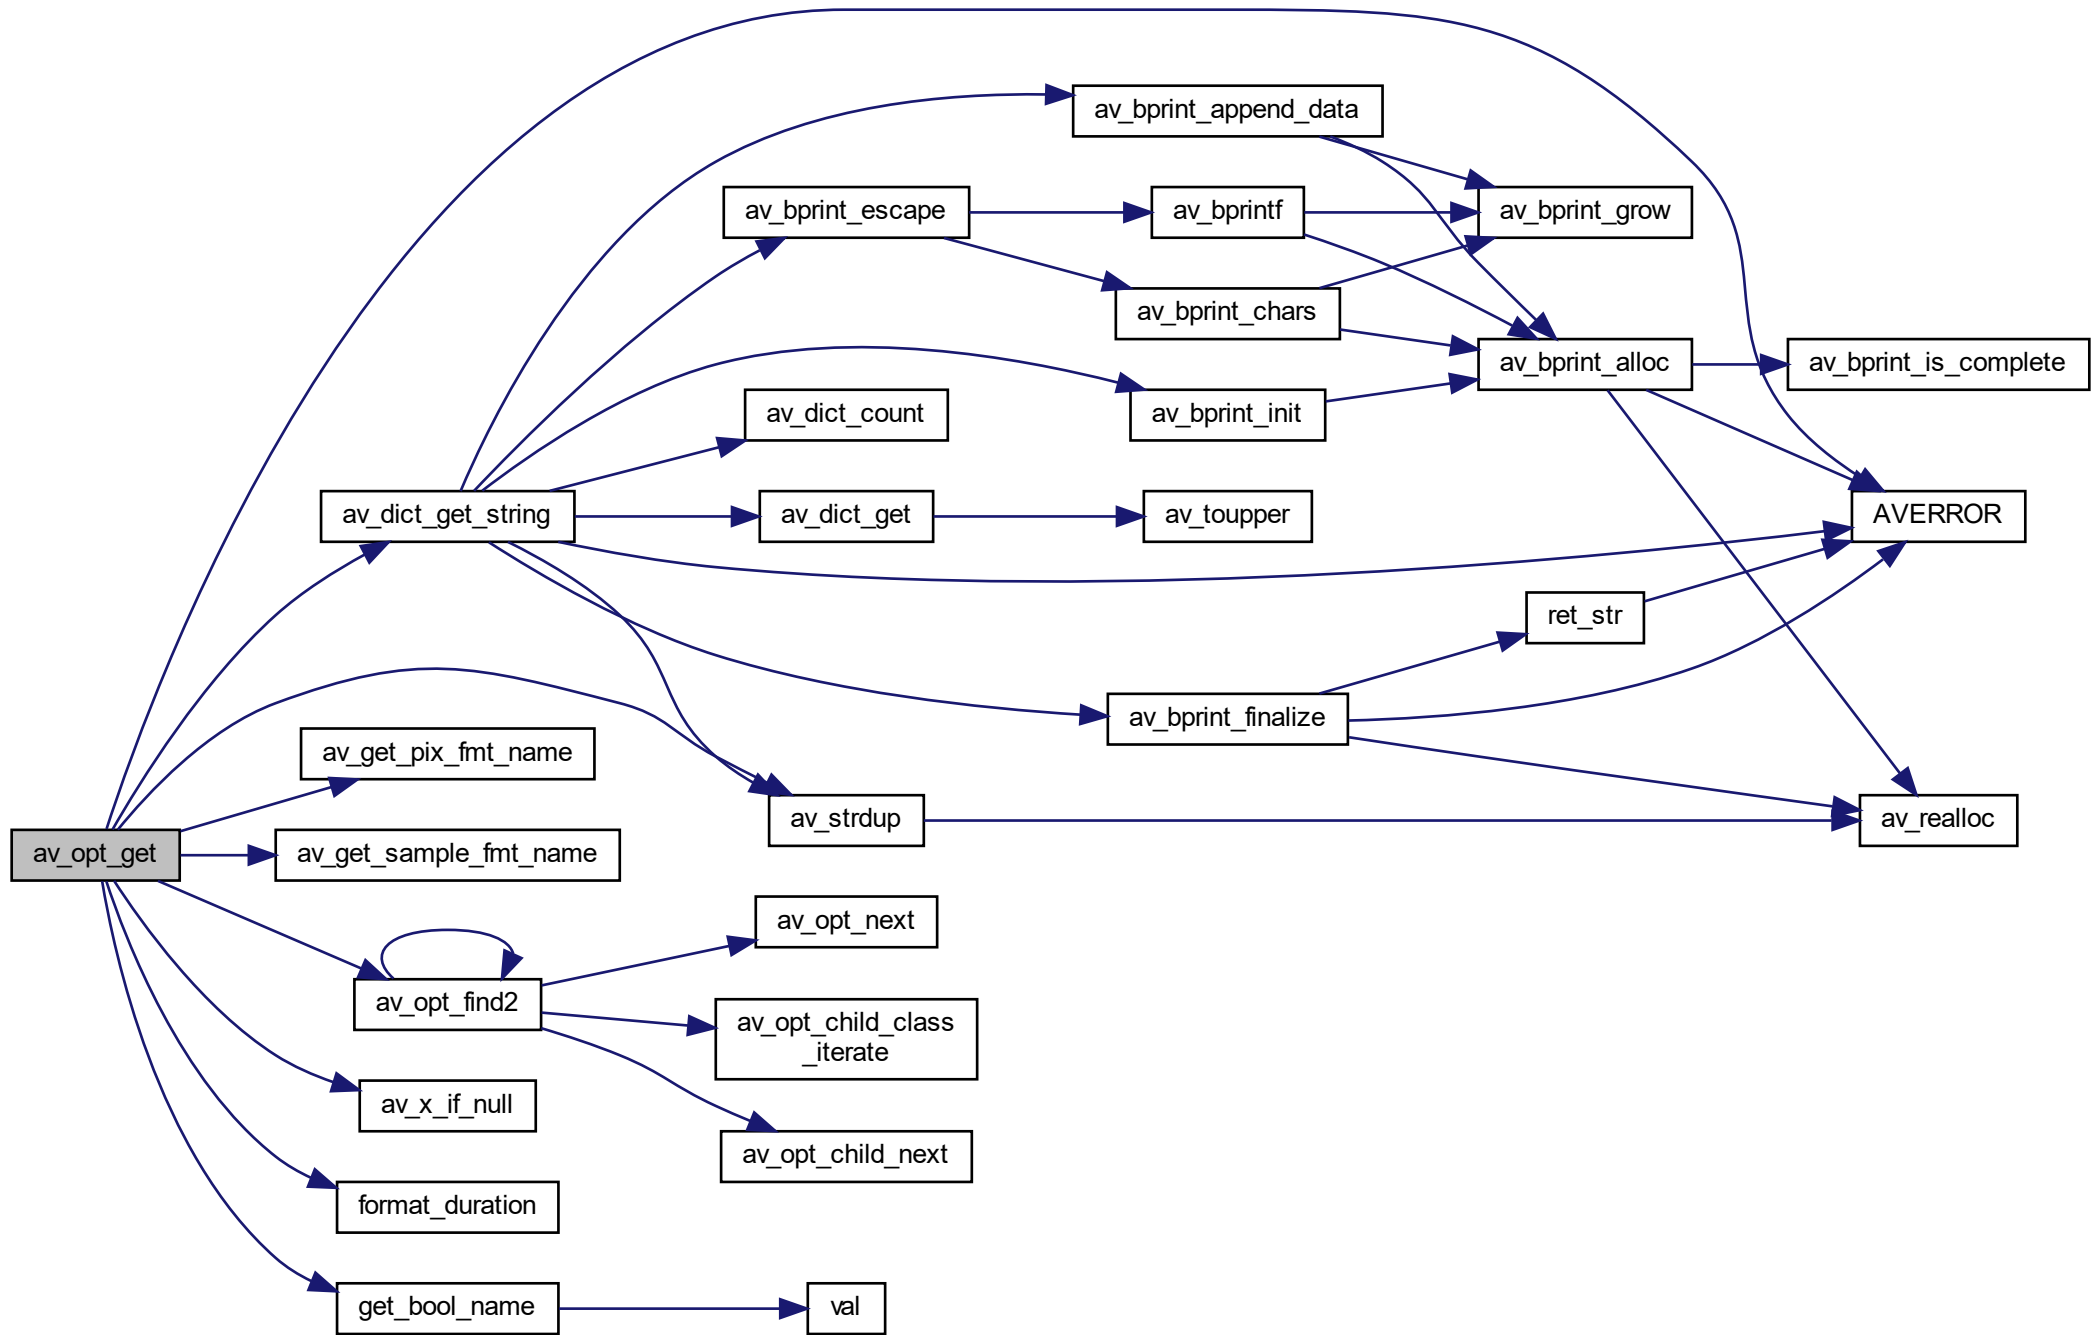 av_bprint_append_data
av_bprint_escape
av_bprintf
av_bprint_grow
av_bprint_chars
av_bprint_alloc
av_bprint_is_complete
av_dict_count
av_bprint_init
av_dict_get_string
av_dict_get
av_toupper
AVERROR
ret_str
av_bprint_finalize
av_get_pix_fmt_name
av_strdup
av_realloc
av_opt_get
av_get_sample_fmt_name
av_opt_next
av_opt_find2
av_opt_child_class
_iterate
av_x_if_null
av_opt_child_next
format_duration
get_bool_name
val